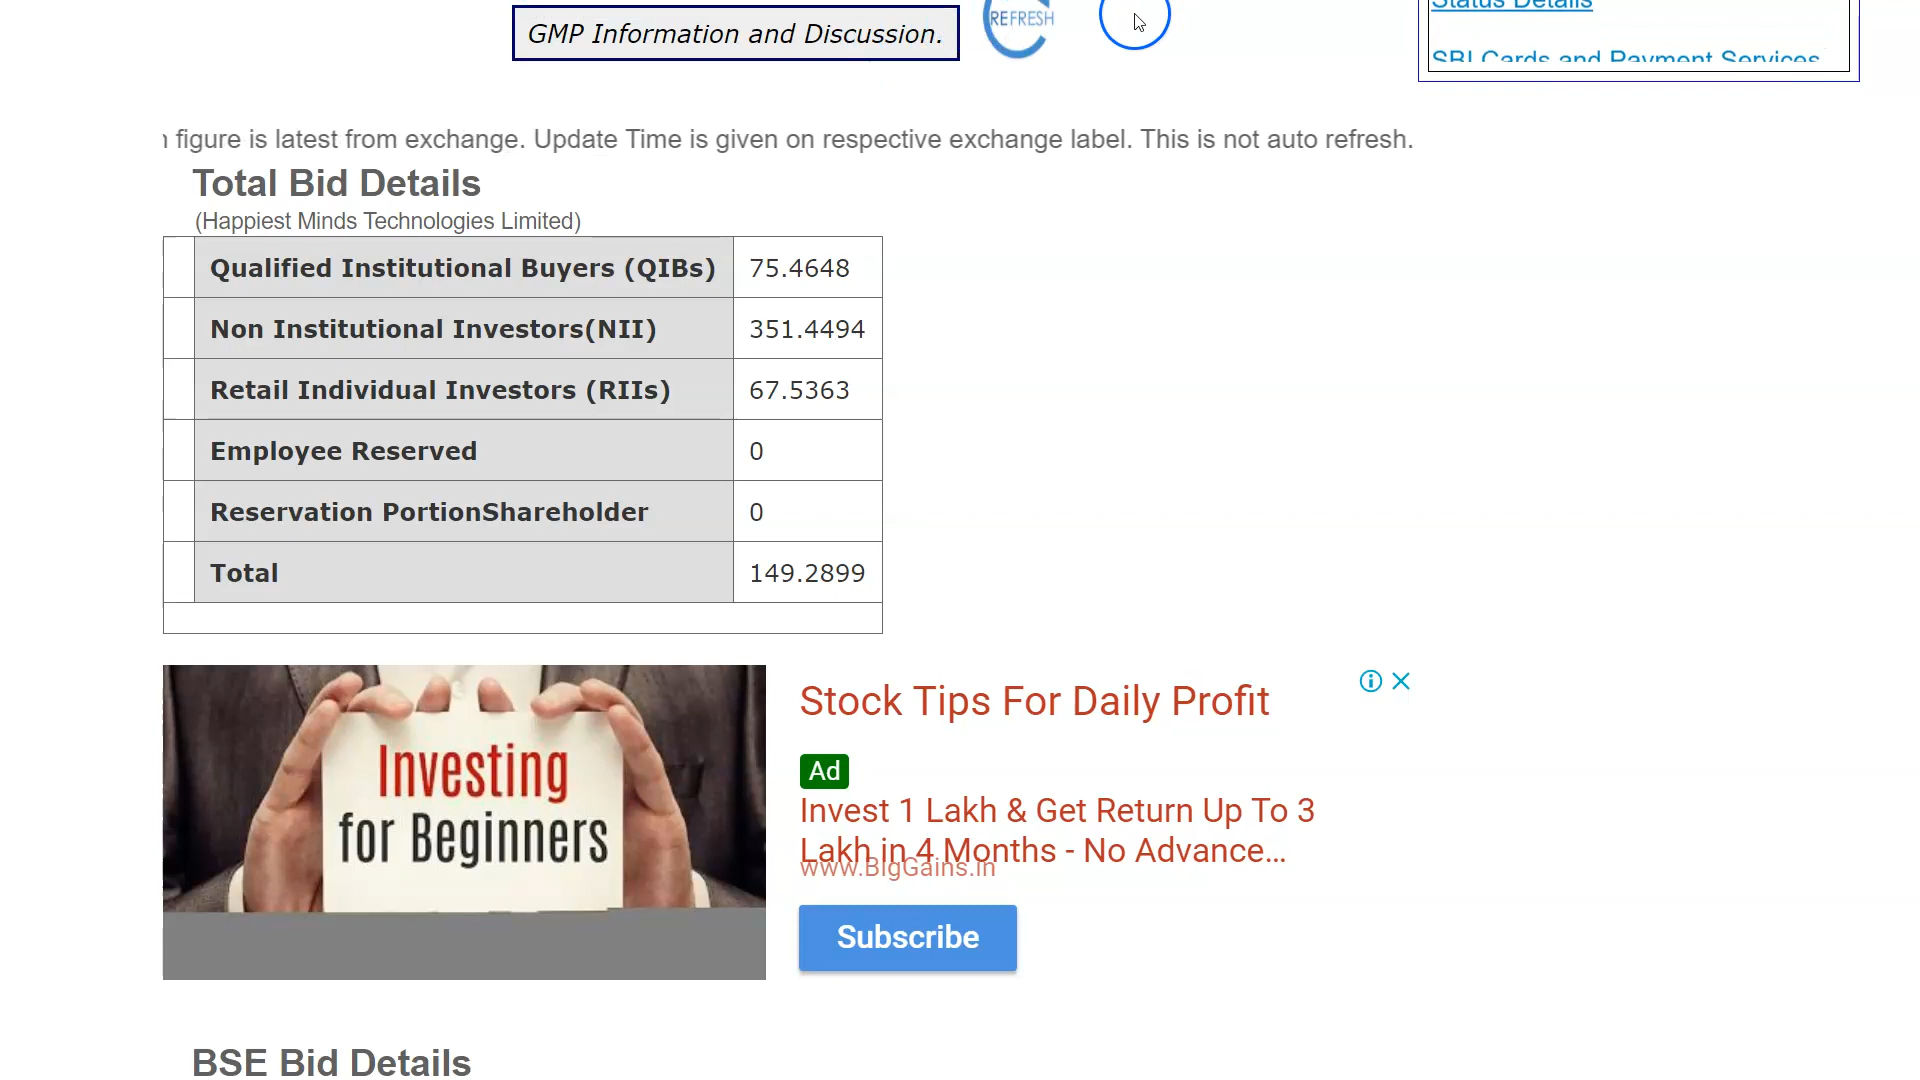 Status Details
GMP Information and Discussion.
REFRESH
SBI Cards and Payment Services
figure is latest from exchange. Update Time is given on respective exchange label. This is not auto refresh.
Total Bid Details
(Happiest Minds Technologies Limited)
Qualified Institutional Buyers (QIBs) 75.4648
Non Institutional Investors(NII) 351.4494
Retail Individual Investors (RIIs) 67.5363
Employee Reserved 0
Reservation PortionShareholder 0
Total 149.2899
Investing
for Beginners
Stock Tips For Daily Profit
Ad
Invest 1 Lakh & Get Return Up To 3
Lakh in 4 Months - No Advance...
www.BigGains.in
Subscribe
BSE Bid Details